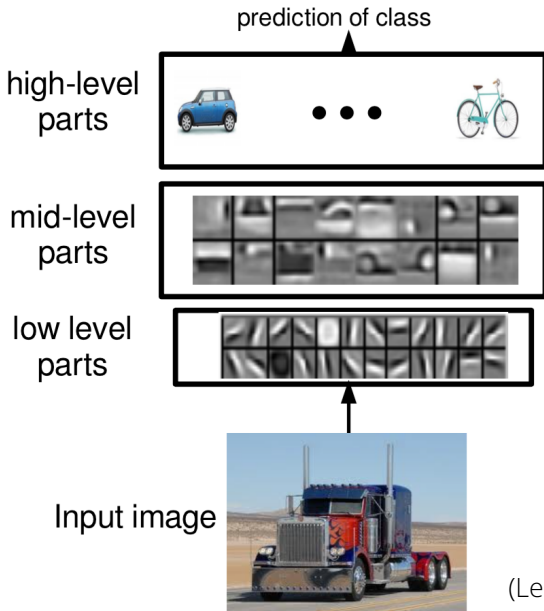 prediction of class
high-level
parts
mid-level
parts
low level
parts
Input image
(Le